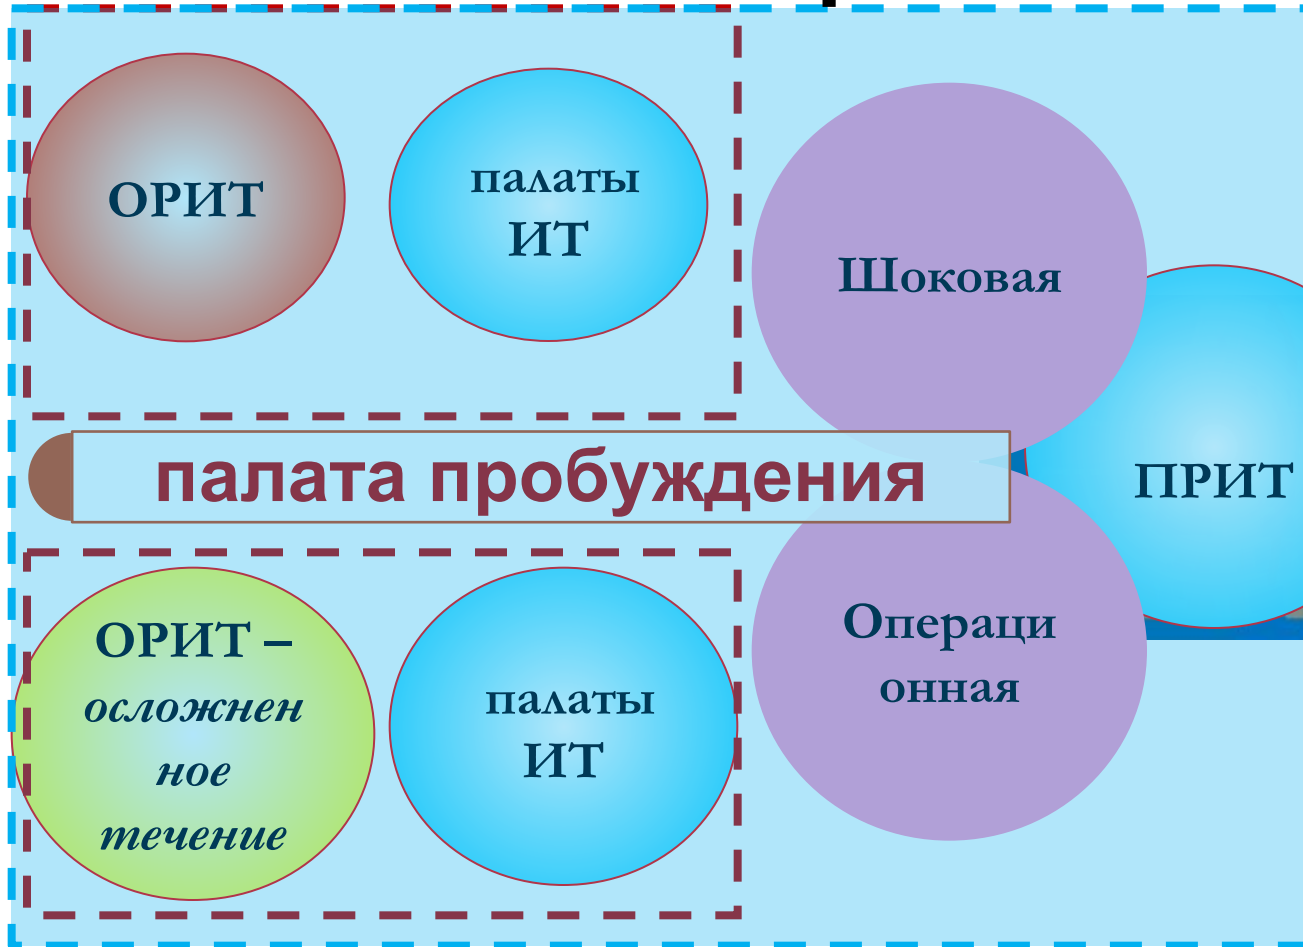 ОРИТ
палаты
ИТ
Шоковая
ПРИТ
палата пробуждения
ОРИТ –
осложнен
ное
течение
палаты
ИТ
Операци
онная